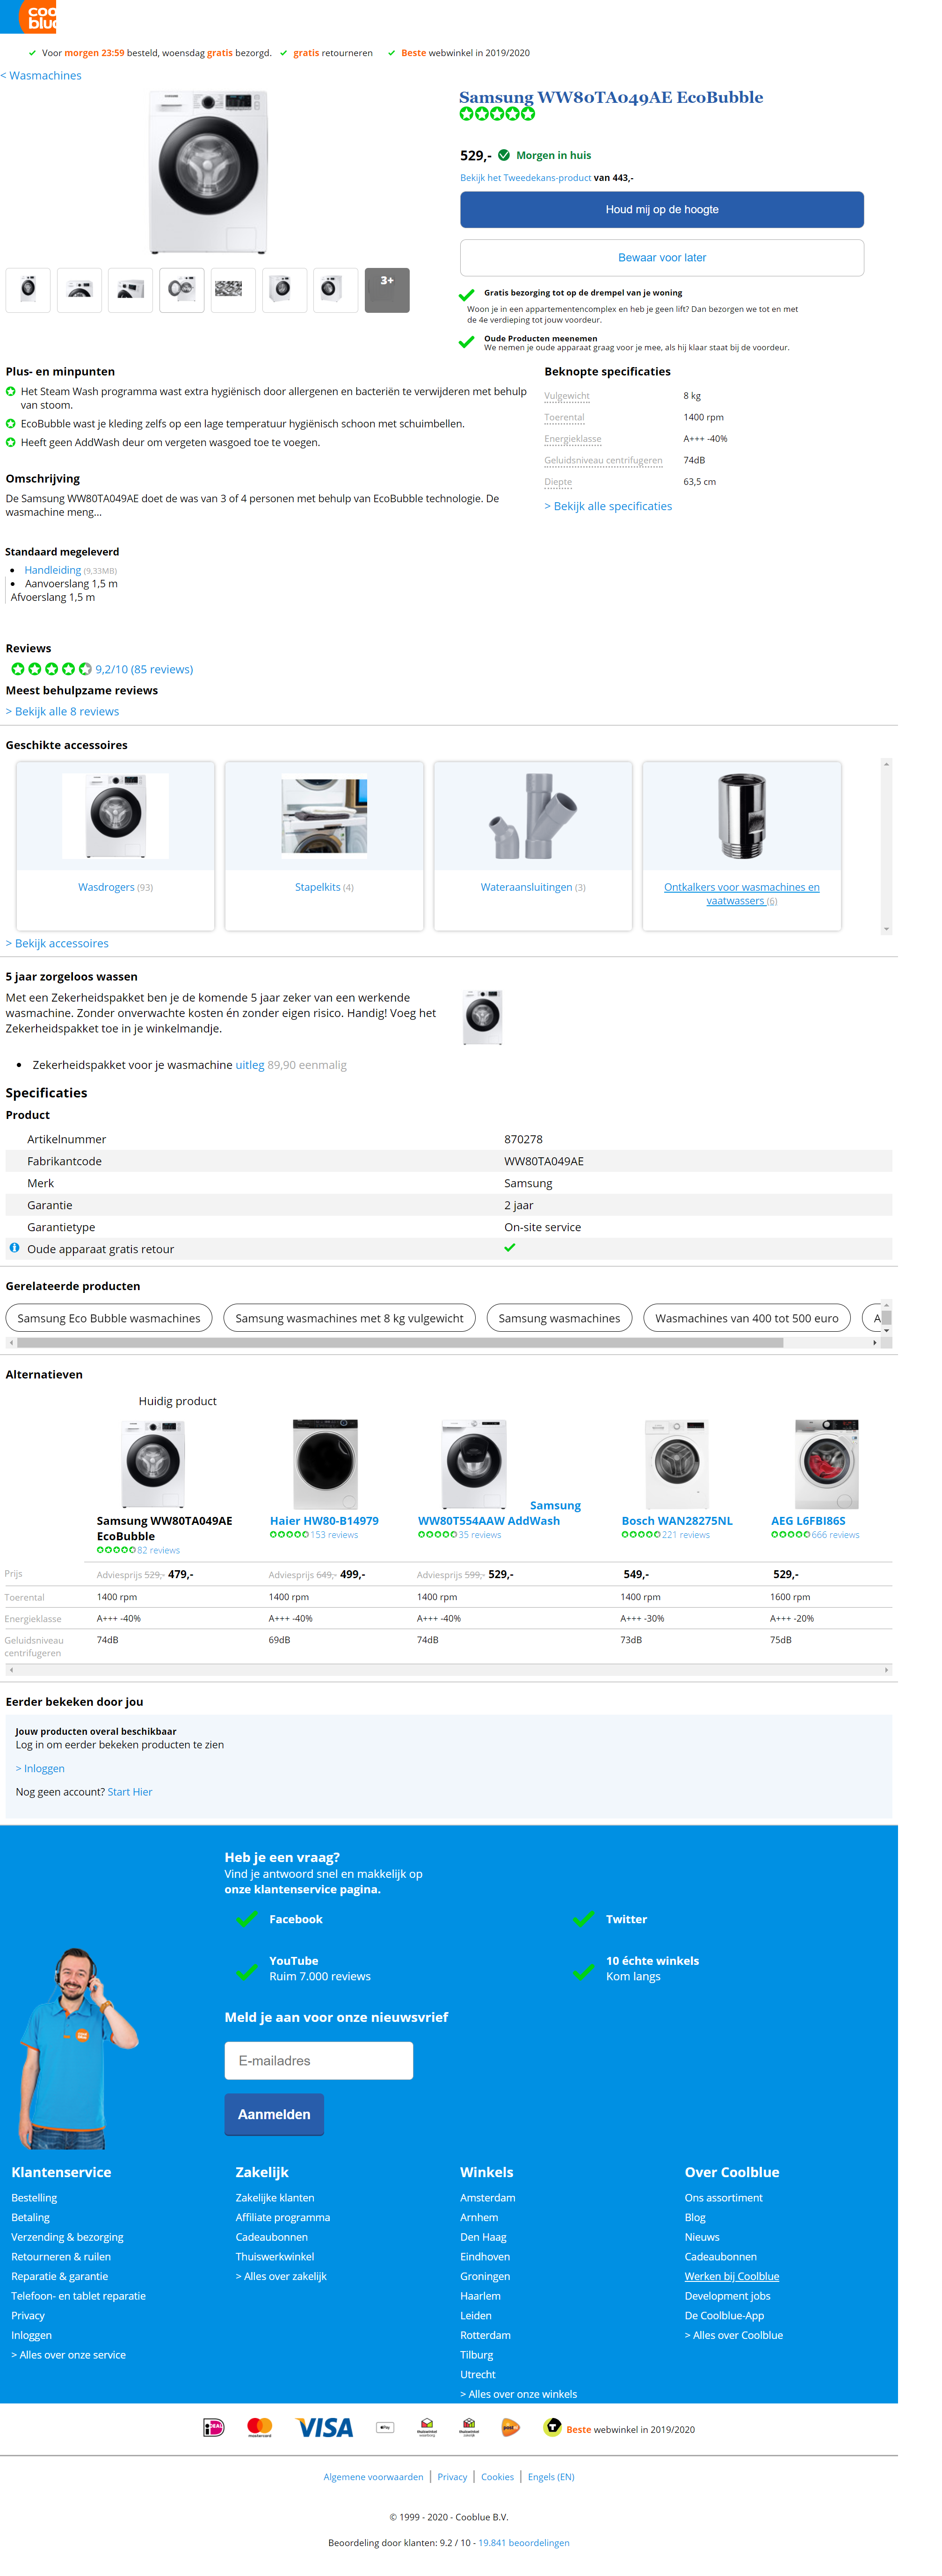 coo
blue
Voor morgen 23:59 besteld, woensdag gratis bezorgd. gratis retourneren Beste webwinkel in 2019/2020
< Wasmachines
Samsung WW80TA049AE EcoBubble
529,- Morgen in huis
Bekijk het Tweedekans-product van 443,-
Houd mij op de hoogte
Bewaar voor later
3+
Gratis bezorging tot op de drempel van je woning
Woon je in een appartementencomplex en heb je geen lift? Dan bezorgen we tot en met
de 4e verdieping tot jouw voordeur.
Oude Producten meenemen
We nemen je oude apparaat graag voor je mee, als hij klaar staat bij de voordeur.
Plus- en minpunten
Het Steam Wash programma wast extra hygiënisch door allergenen en bacteriën te verwijderen met behulp
van stoom.
EcoBubble wast je kleding zelfs op een lage temperatuur hygiënisch schoon met schuimbellen.
Heeft geen AddWash deur om vergeten wasgoed toe te voegen.
Beknopte specificaties
Vulgewicht 8 kg
Toerental 1400 rpm
Energieklasse A+++ -40%
Geluidsniveau centrifugeren 74dB
Diepte 63,5 cm
> Bekijk alle specificaties
Omschrijving
De Samsung WW80TA049AE doet de was van 3 of 4 personen met behulp van EcoBubble technologie. De
wasmachine meng...
Standaard megeleverd
Handleiding (9,33MB)
Aanvoerslang 1,5 m
Afvoerslang 1,5 m
Reviews
9,2/10 (85 reviews)
Meest behulpzame reviews
> Bekijk alle 8 reviews
Geschikte accessoires
Wasdrogers (93)
Stapelkits (4)
Wateraansluitingen (3)
Ontkalkers voor wasmachines en
vaatwassers (6)
> Bekijk accessoires
5 jaar zorgeloos wassen
Met een Zekerheidspakket ben je de komende 5 jaar zeker van een werkende
wasmachine. Zonder onverwachte kosten én zonder eigen risico. Handig! Voeg het
Zekerheidspakket toe in je winkelmandje.
Zekerheidspakket voor je wasmachine uitleg 89,90 eenmalig
Specificaties
Product
Artikelnummer 870278
Fabrikantcode WW80TA049AE
Merk Samsung
Garantie 2 jaar
Garantietype On-site service
Oude apparaat gratis retour
Gerelateerde producten
Samsung Eco Bubble wasmachines Samsung wasmachines met 8 kg vulgewicht Samsung wasmachines Wasmachines van 400 tot 500 euro A
Alternatieven
Huidig product
Samsung WW80TA049AE
EcoBubble
82 reviews
Haier HW80-B14979
153 reviews
Samsung
WW80T554AAW AddWash
35 reviews
Bosch WAN28275NL
221 reviews
AEG L6FBI86S
666 reviews
Prijs Adviesprijs 529,- 479,- Adviesprijs 649,- 499,- Adviesprijs 599,- 529,- 549,- 529,-
Toerental 1400 rpm 1400 rpm 1400 rpm 1400 rpm 1600 rpm
Energieklasse A+++ -40% A+++ -40% A+++ -40% A+++ -30% A+++ -20%
Geluidsniveau
centrifugeren 74dB 69dB 74dB 73dB 75dB
Eerder bekeken door jou
Jouw producten overal beschikbaar
Log in om eerder bekeken producten te zien
> Inloggen
Nog geen account? Start Hier
Heb je een vraag?
Vind je antwoord snel en makkelijk op
onze klantenservice pagina.
Facebook
Twitter
YouTube
Ruim 7.000 reviews
10 échte winkels
Kom langs
Meld je aan voor onze nieuwsvrief
E-mailadres
Aanmelden
Klantenservice
Bestelling
Betaling
Verzending & bezorging
Retourneren & ruilen
Reparatie & garantie
Telefoon- en tablet reparatie
Privacy
Inloggen
> Alles over onze service
Zakelijk
Zakelijke klanten
Affiliate programma
Cadeaubonnen
Thuiswerkwinkel
> Alles over zakelijk
Winkels
Amsterdam
Arnhem
Den Haag
Eindhoven
Groningen
Haarlem
Leiden
Rotterdam
Tilburg
Utrecht
> Alles over onze winkels
Over Coolblue
Ons assortiment
Blog
Nieuws
Cadeaubonnen
Werken bij Coolblue
Development jobs
De Coolblue-App
> Alles over Coolblue
iDEAL mastercard VISA Pay post Beste webwinkel in 2019/2020
Algemene voorwaarden Privacy Cookies Engels (EN)
© 1999 - 2020 - Cooblue B.V.
Beoordeling door klanten: 9.2 / 10 - 19.841 beoordelingen